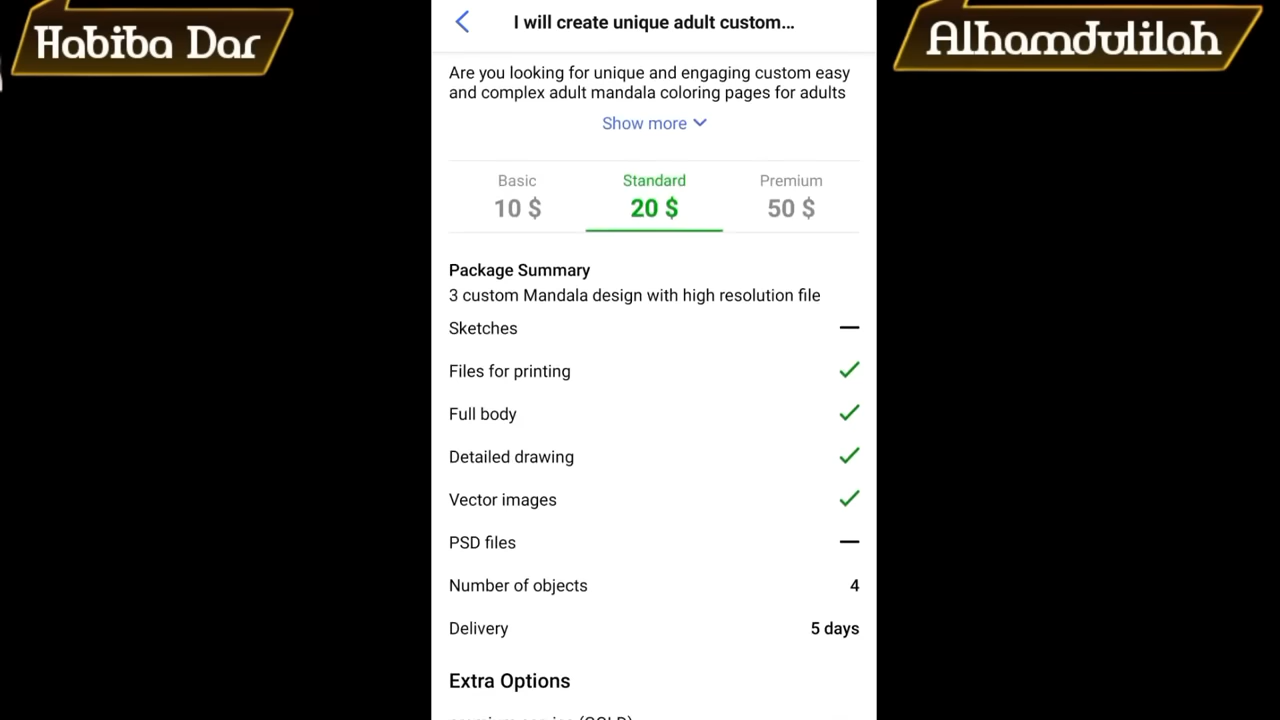 Habiba Dar
Alhamdulilah
I will create unique adult custom...
Are you looking for unique and engaging custom easy
and complex adult mandala coloring pages for adults
Show more
Basic
Standard
Premium
10 $
20 $
50 $
Package Summary
3 custom Mandala design with high resolution file
Sketches
Files for printing
Full body
Detailed drawing
Vector images
PSD files
Number of objects 4
Delivery 5 days
Extra Options